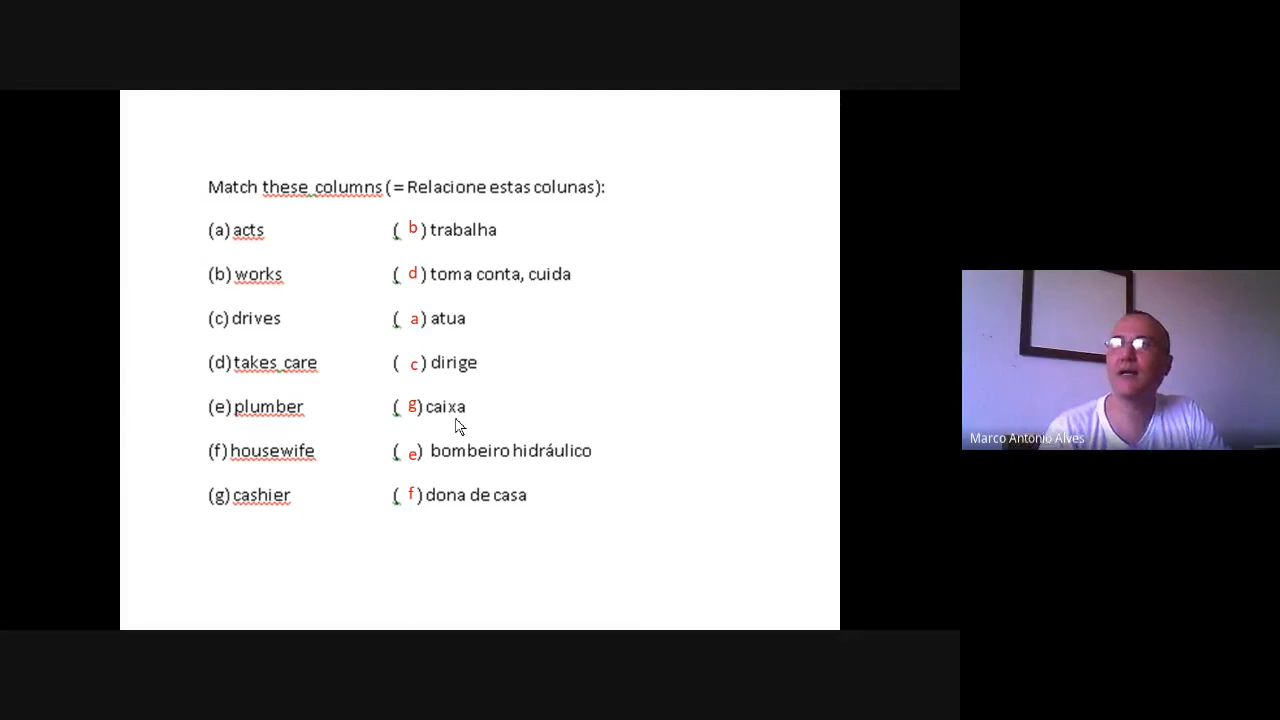 Match these columns (= Relacione estas colunas):
(a) acts ( b ) trabalha
(b) works ( d ) toma conta, cuida
(c) drives ( a ) atua
(d) takes care ( c ) dirige
(e) plumber ( g ) caixa
(f) housewife ( e ) bombeiro hidráulico
(g) cashier ( f ) dona de casa
Marco Antonio Alves